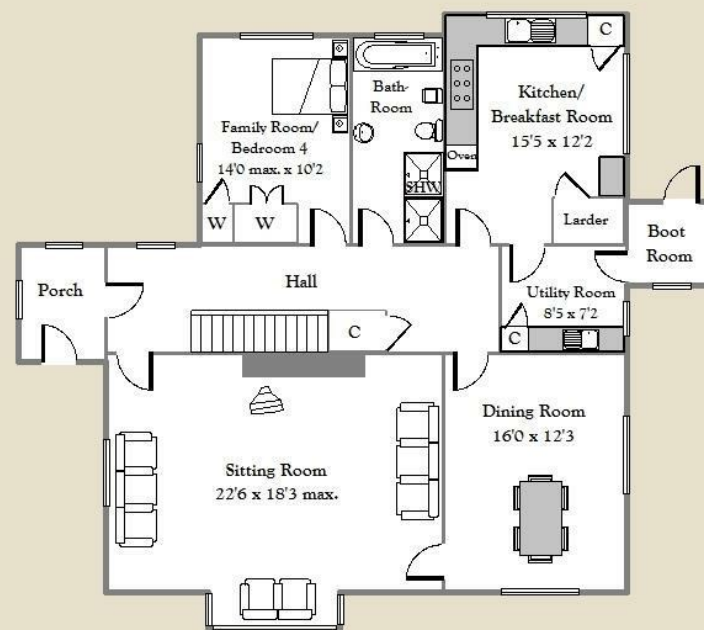 C
Kitchen/
Breakfast Room
15'5 x 12'2
Bath-
Room
Family Room/
Bedroom 4
14'0 max. x 10'2
Oven
SHW
W
W
Larder
Boot
Room
Porch
Hall
Utility Room
8'5 x 7'2
C
C
Dining Room
16'0 x 12'3
Sitting Room
22'6 x 18'3 max.